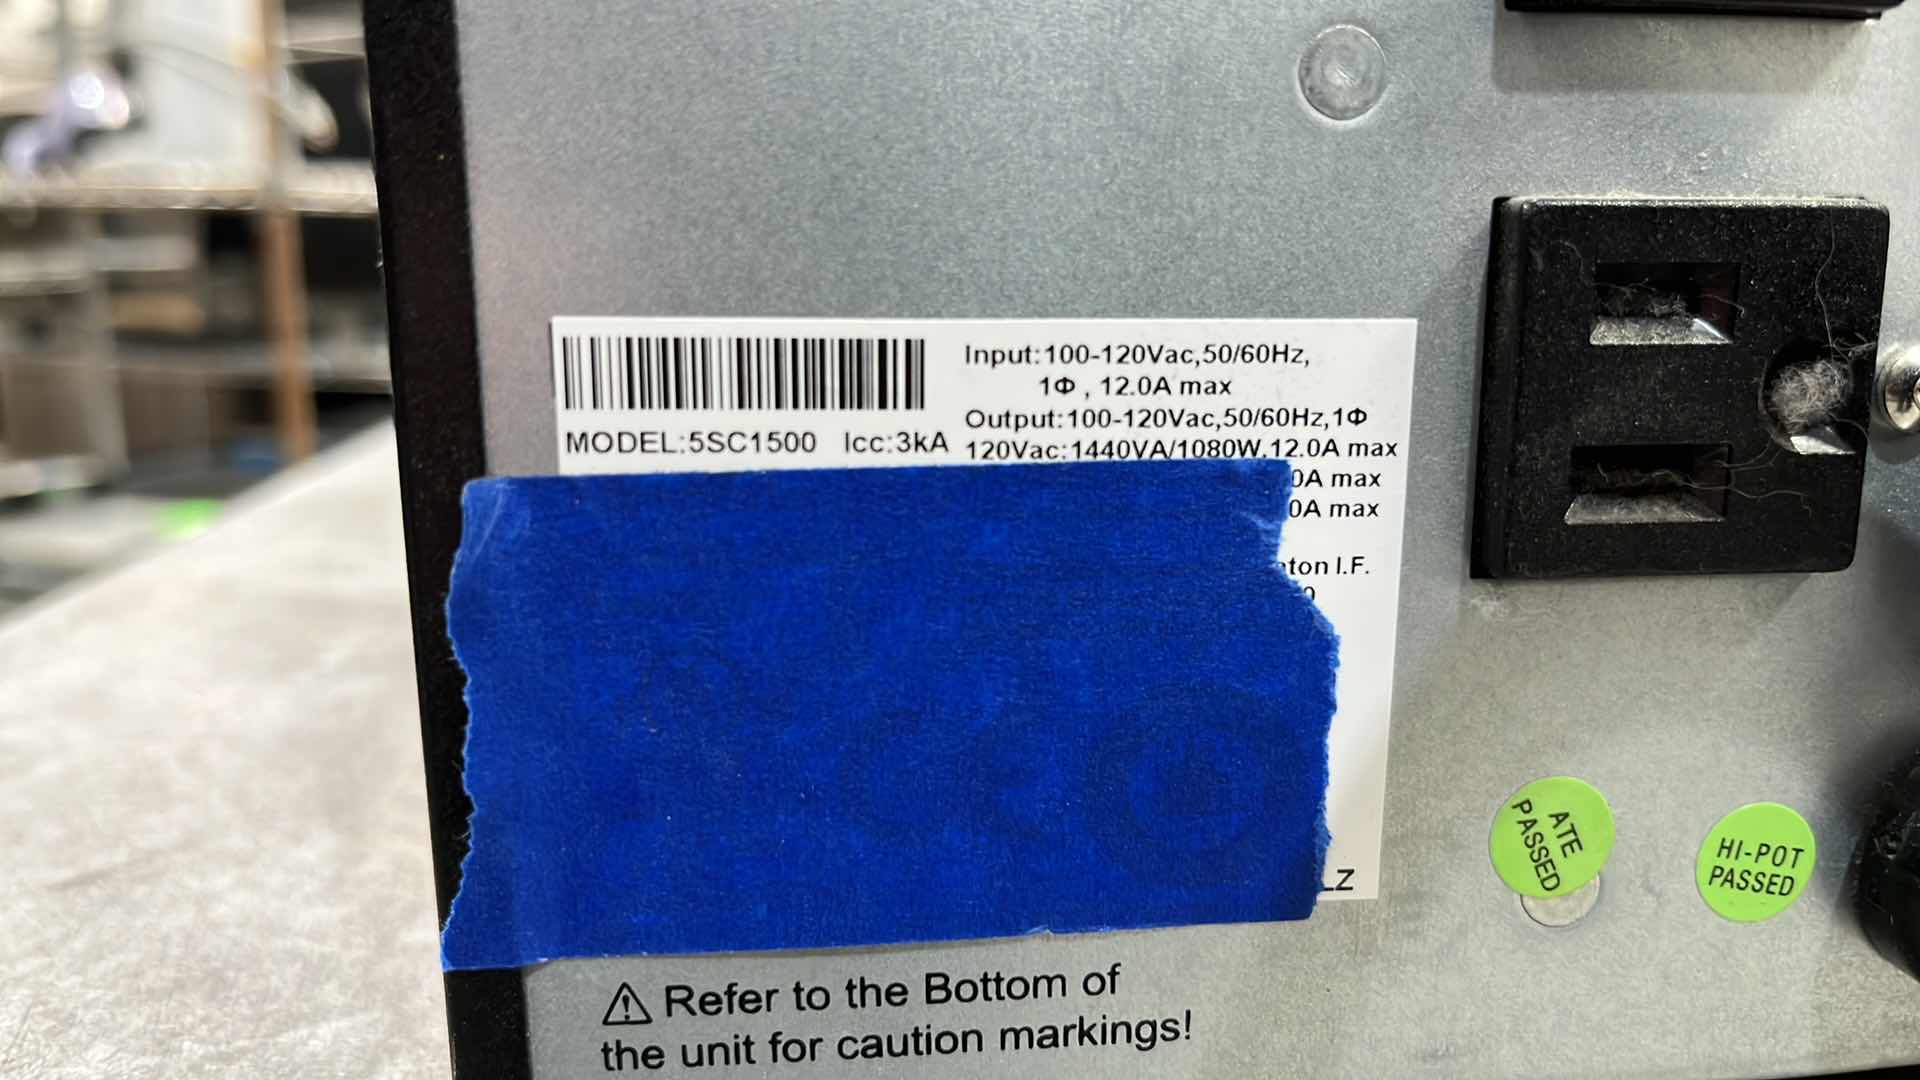 MODEL:5SC1500 Icc:3kA
Input:100-120Vac,50/60Hz,
1Φ , 12.0A max
Output:100-120Vac,50/60Hz,1Φ
120Vac:1440VA/1080W,12.0A max
0A max
0A max
I.F.
LZ
ATE
PASSED
HI-POT
PASSED
⚠ Refer to the Bottom of
the unit for caution markings!